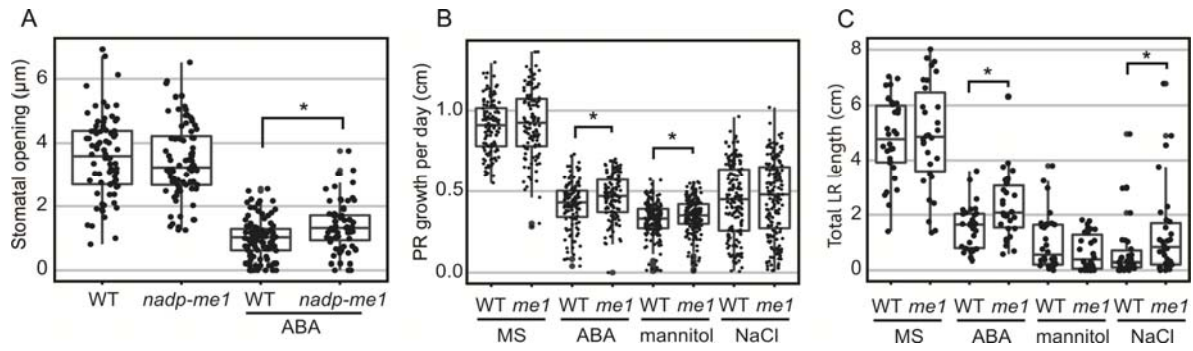 A
Stomatal opening (µm)
6
4
2
0
*
WT nadp-me1 WT nadp-me1
ABA
B
PR growth per day (cm)
1.0
0.5
0.0
* *
WT me1 WT me1 WT me1 WT me1
MS ABA mannitol NaCl
C
Total LR length (cm)
8
6
4
2
0
* *
WT me1 WT me1 WT me1 WT me1
MS ABA mannitol NaCl